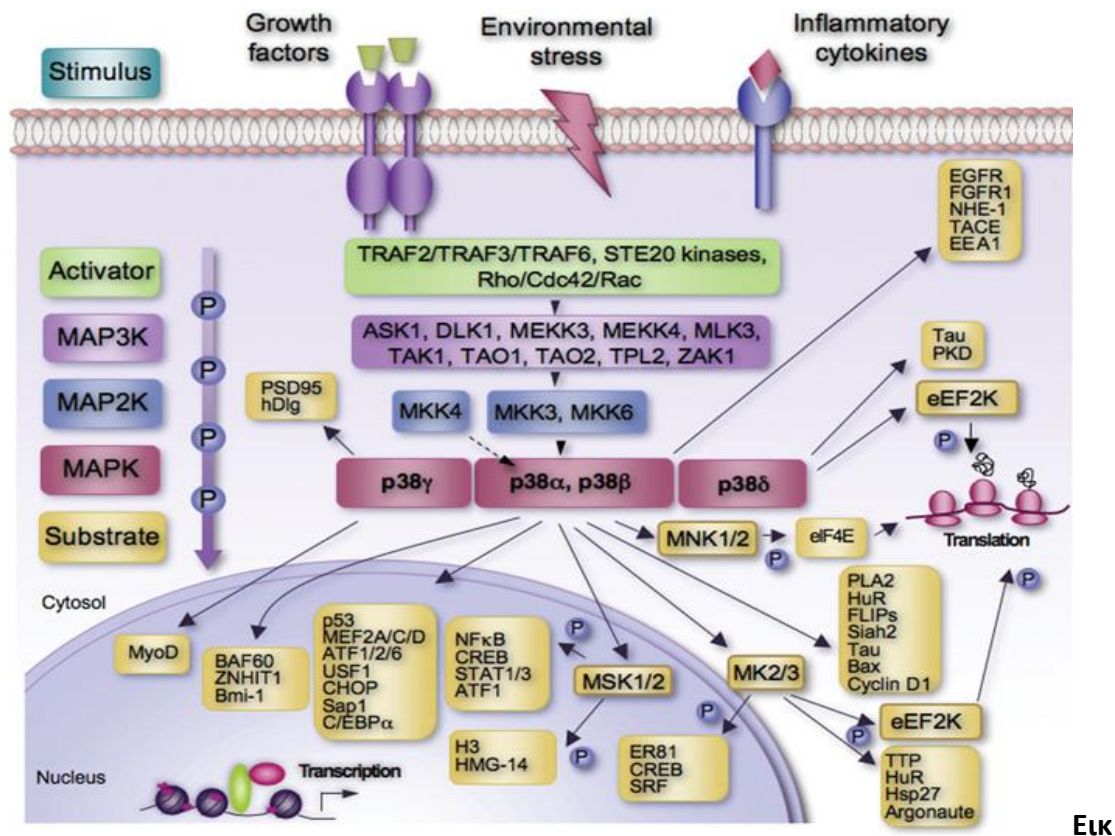 Growth
factors
Environmental
stress
Inflammatory
cytokines
Stimulus
EGFR
FGFR1
NHE-1
TACE
EEA1
Activator
TRAF2/TRAF3/TRAF6, STE20 kinases,
Rho/Cdc42/Rac
P
MAP3K
ASK1, DLK1, MEKK3, MEKK4, MLK3,
TAK1, TAO1, TAO2, TPL2, ZAK1
Tau
PKD
P
MAP2K
PSD95
hDlg
MKK4
MKK3, MKK6
eEF2K
P
P
MAPK
p38γ
p38α, p38β
p38δ
P
Substrate
MNK1/2
P
eIF4E
Translation
Cytosol
P
MyoD
BAF60
ZNHIT1
Bmi-1
p53
MEF2A/C/D
ATF1/2/6
USF1
CHOP
Sap1
C/EBPα
NFκB
CREB
STAT1/3
ATF1
P
MSK1/2
MK2/3
PLA2
HuR
FLIPs
Siah2
Tau
Bax
Cyclin D1
P
P
eEF2K
H3
HMG-14
P
ER81
CREB
SRF
TTP
HuR
Hsp27
Argonaute
Nucleus
Transcription
Εικ